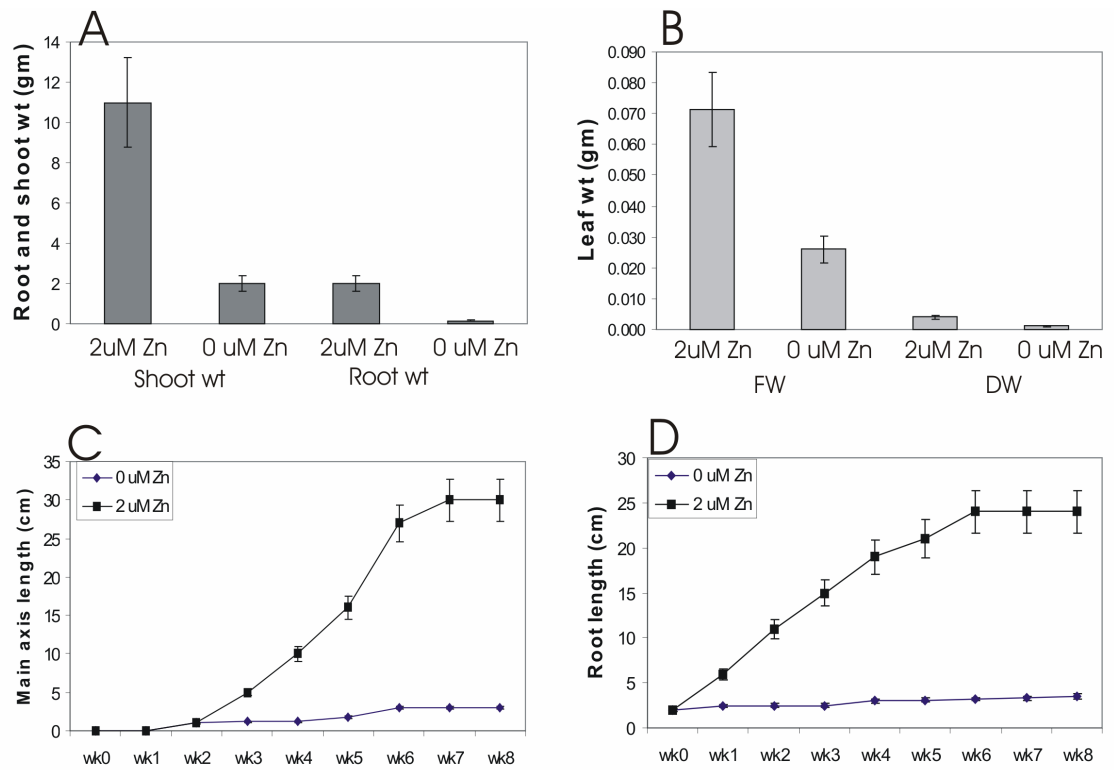 A
Root and shoot wt (gm)
14
12
10
8
6
4
2
0
2uM Zn 0 uM Zn 2uM Zn 0 uM Zn
Shoot wt Root wt
B
Leaf wt (gm)
0.090
0.080
0.070
0.060
0.050
0.040
0.030
0.020
0.010
0.000
2uM Zn 0 uM Zn 2uM Zn 0 uM Zn
FW DW
C
Main axis length (cm)
35
30
25
20
15
10
5
0
0 uM Zn
2 uM Zn
wk0 wk1 wk2 wk3 wk4 wk5 wk6 wk7 wk8
D
Root length (cm)
30
25
20
15
10
5
0
0 uM Zn
2 uM Zn
wk0 wk1 wk2 wk3 wk4 wk5 wk6 wk7 wk8